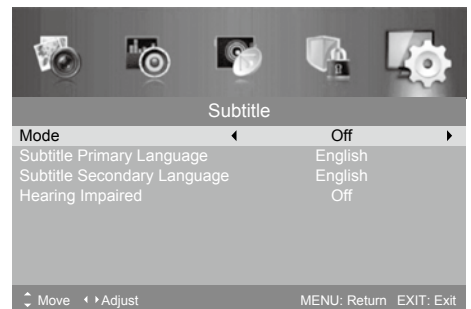 Subtitle
Mode Off
Subtitle Primary Language English
Subtitle Secondary Language English
Hearing Impaired Off
Move Adjust MENU: Return EXIT: Exit